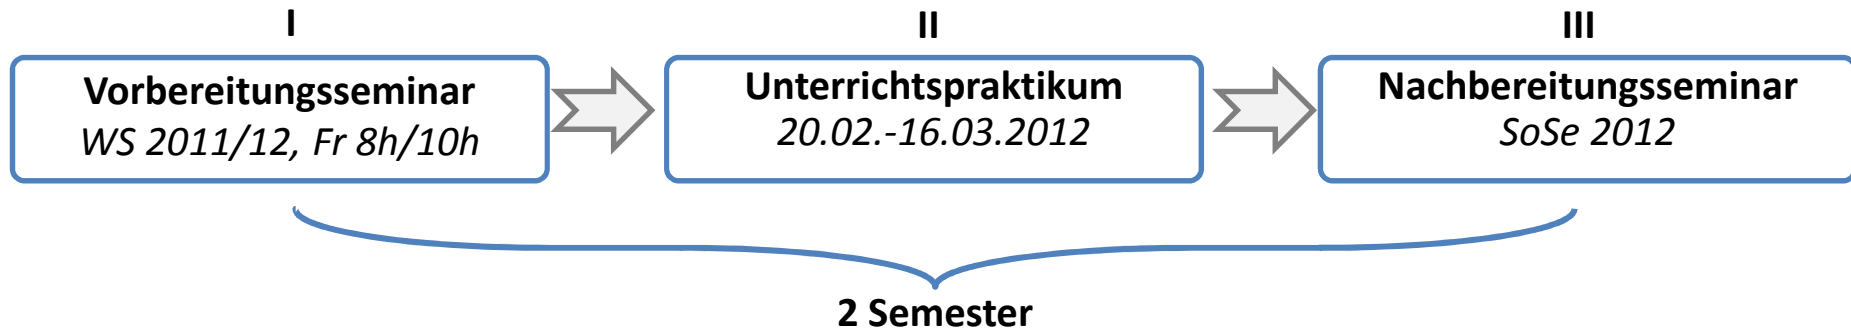 I
Vorbereitungsseminar
WS 2011/12, Fr 8h/10h
II
Unterrichtspraktikum
20.02.-16.03.2012
III
Nachbereitungsseminar
SoSe 2012
2 Semester